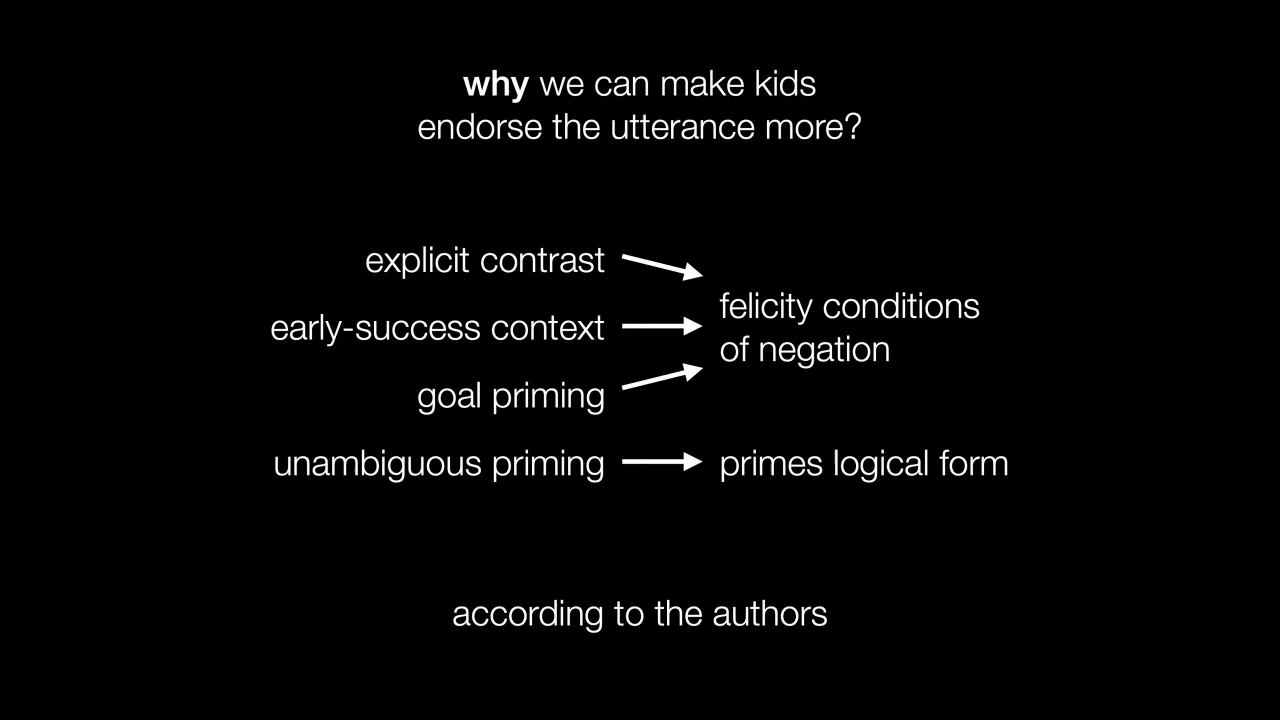 why we can make kids
endorse the utterance more?
explicit contrast
early-success context
goal priming
unambiguous priming
felicity conditions
of negation
primes logical form
according to the authors